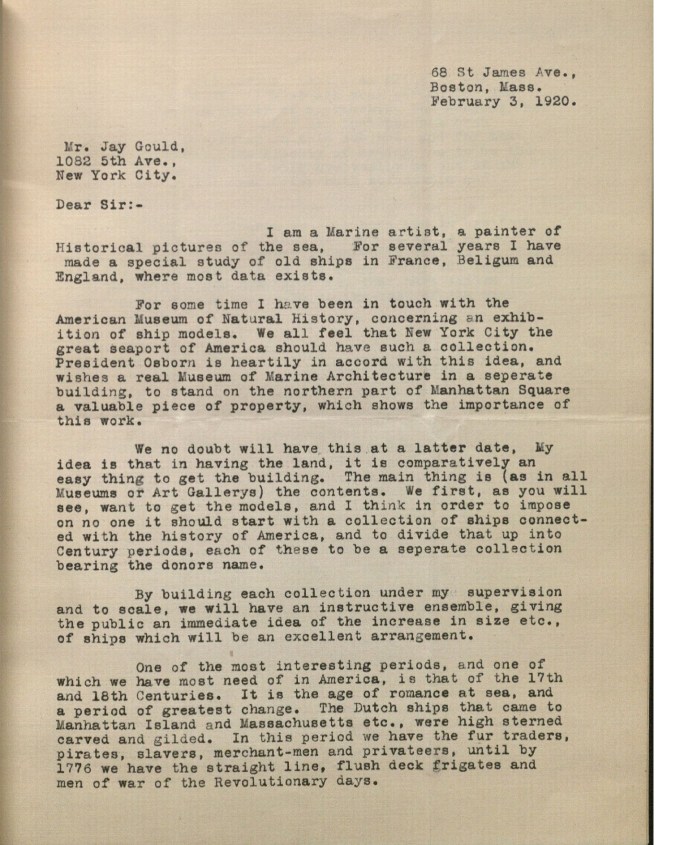 68 St James Ave.,
Boston, Mass.
February 3, 1920.
Mr. Jay Gould,
1082 5th Ave.,
New York City.
Dear Sir:-
I am a Marine artist, a painter of
Historical pictures of the sea, For several years I have
made a special study of old ships in France, Beligum and
England, where most data exists.
For some time I have been in touch with the
American Museum of Natural History, concerning an exhib-
ition of ship models. We all feel that New York City the
great seaport of America should have such a collection.
President Osborn is heartily in accord with this idea, and
wishes a real Museum of Marine Architecture in a seperate
building, to stand on the northern part of Manhattan Square
a valuable piece of property, which shows the importance of
this work.
We no doubt will have this at a latter date, My
idea is that in having the land, it is comparatively an
easy thing to get the building. The main thing is (as in all
Museums or Art Gallerys) the contents. We first, as you will
see, want to get the models, and I think in order to impose
on no one it should start with a collection of ships connect-
ed with the history of America, and to divide that up into
Century periods, each of these to be a seperate collection
bearing the donors name.
By building each collection under my supervision
and to scale, we will have an instructive ensemble, giving
the public an immediate idea of the increase in size etc.,
of ships which will be an excellent arrangement.
One of the most interesting periods, and one of
which we have most need of in America, is that of the 17th
and 18th Centuries. It is the age of romance at sea, and
a period of greatest change. The Dutch ships that came to
Manhattan Island and Massachusetts etc., were high sterned
carved and gilded. In this period we have the fur traders,
pirates, slavers, merchant-men and privateers, until by
1776 we have the straight line, flush deck frigates and
men of war of the Revolutionary days.